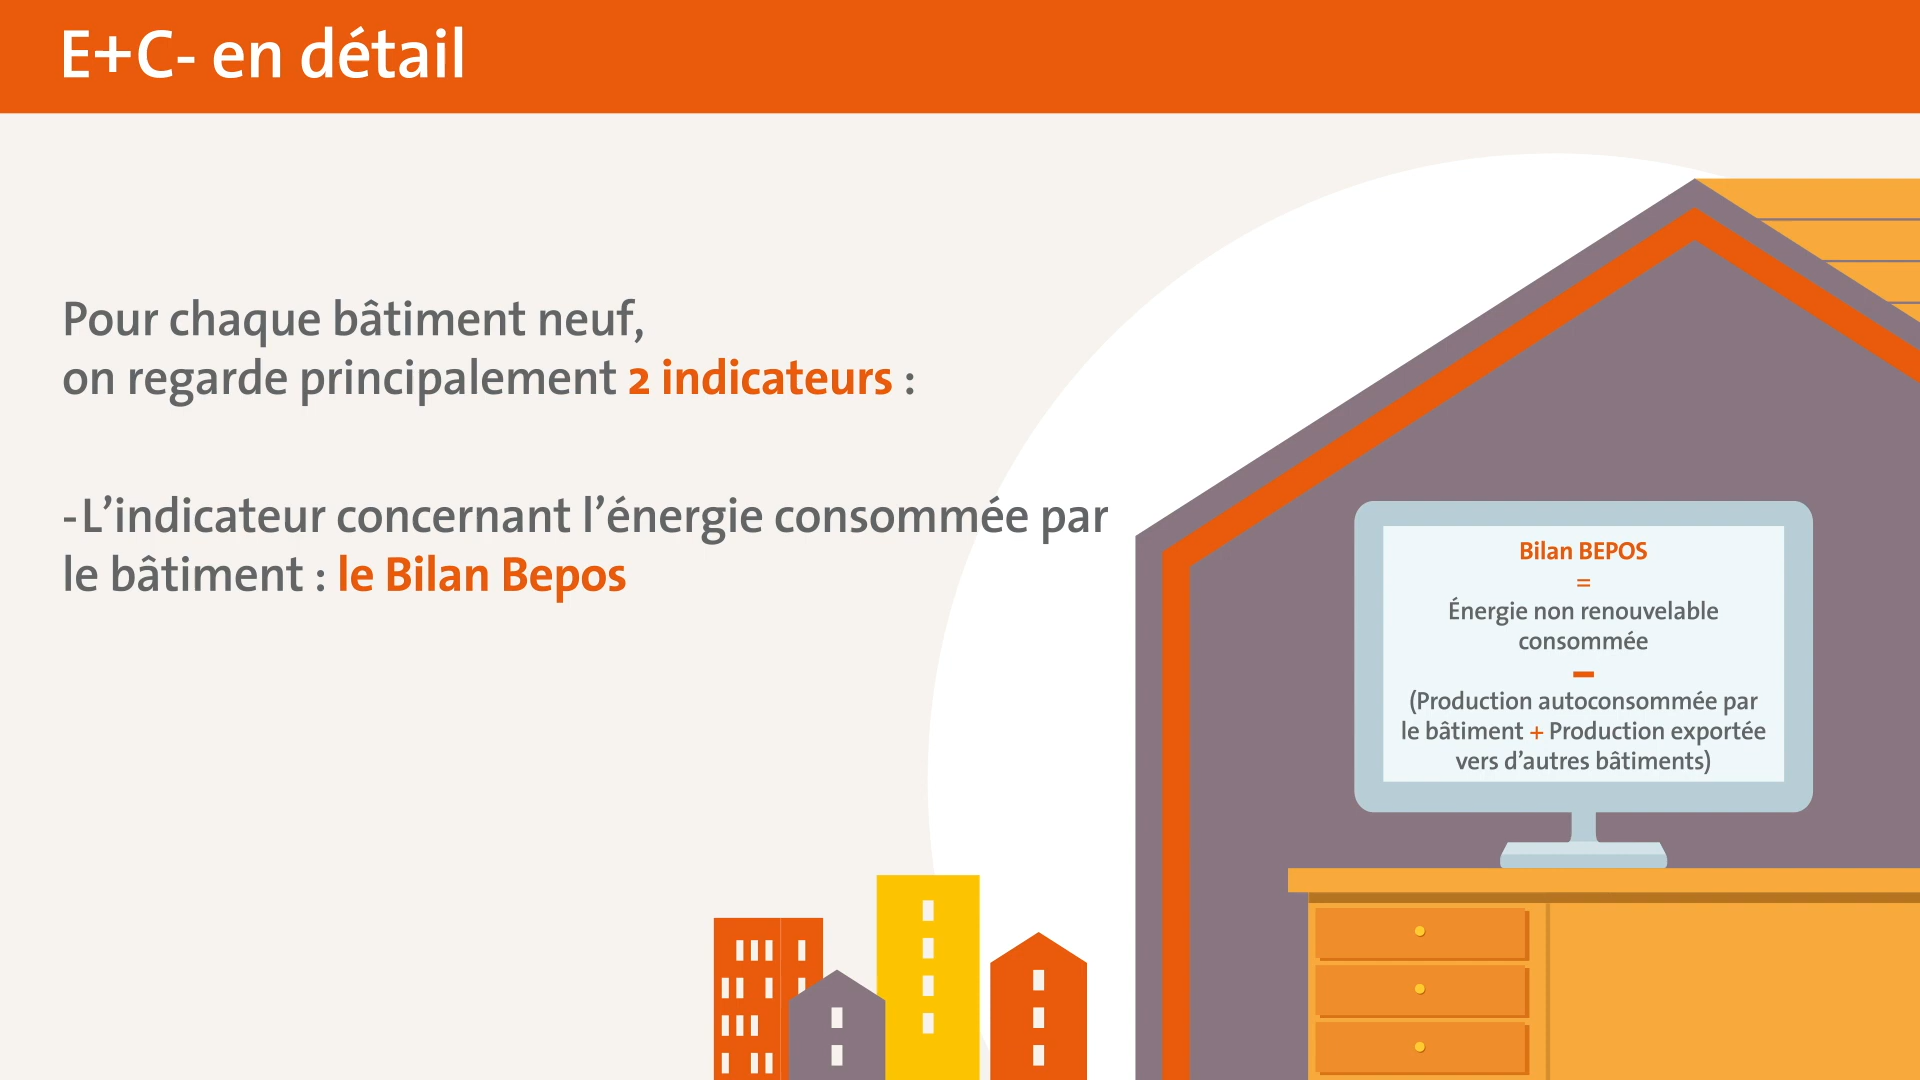 E+C- en détail
Pour chaque bâtiment neuf,
on regarde principalement 2 indicateurs :
-L’indicateur concernant l’énergie consommée par
le bâtiment : le Bilan Bepos
Bilan BEPOS
=
Énergie non renouvelable
consommée
-
(Production autoconsommée par
le bâtiment + Production exportée
vers d’autres bâtiments)